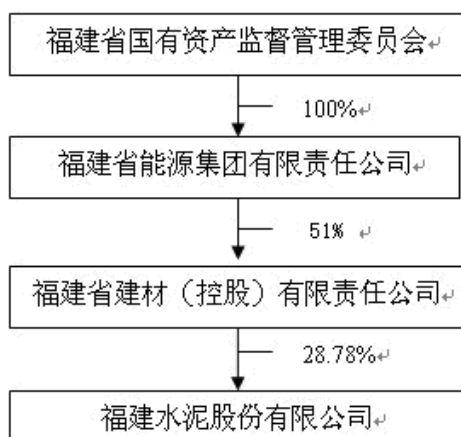 福建省国有资产监督管理委员会
100%
福建省能源集团有限责任公司
51%
福建省建材（控股）有限责任公司
28.78%
福建水泥股份有限公司